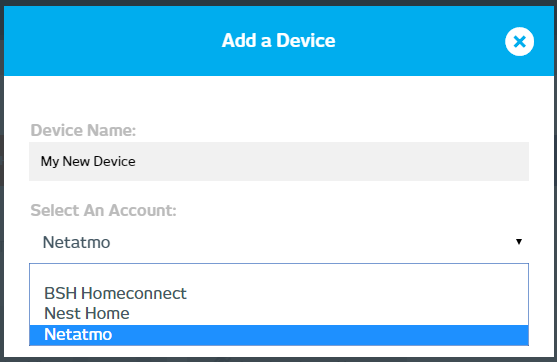 Add a Device
Device Name:
My New Device
Select An Account:
Netatmo
BSH Homeconnect
Nest Home
Netatmo